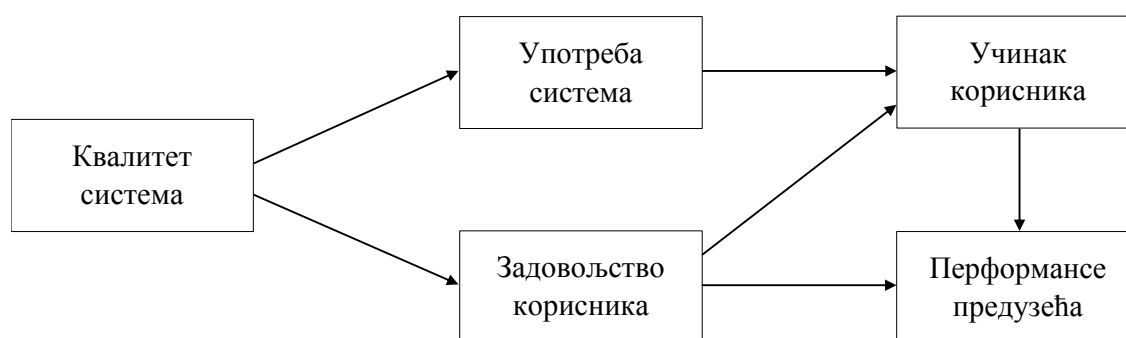 Квалитет
система
Употреба
система
Задовољство
корисника
Учинак
корисника
Перформансе
предузећа